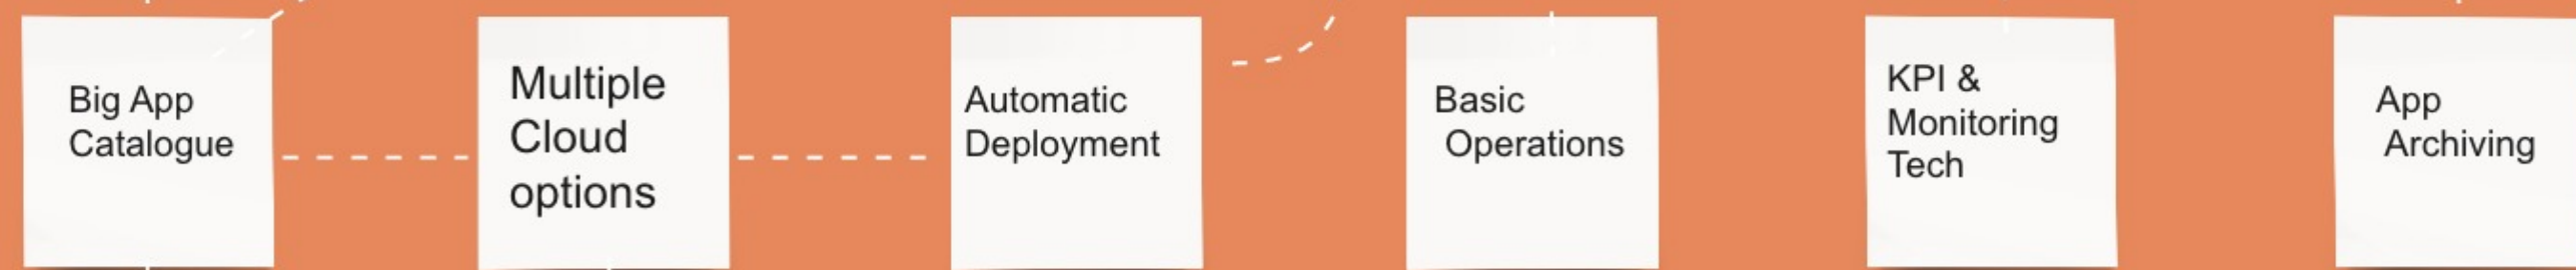 Big App
Catalogue
Multiple
Cloud
options
Automatic
Deployment
Basic
Operations
KPI &
Monitoring
Tech
App
Archiving